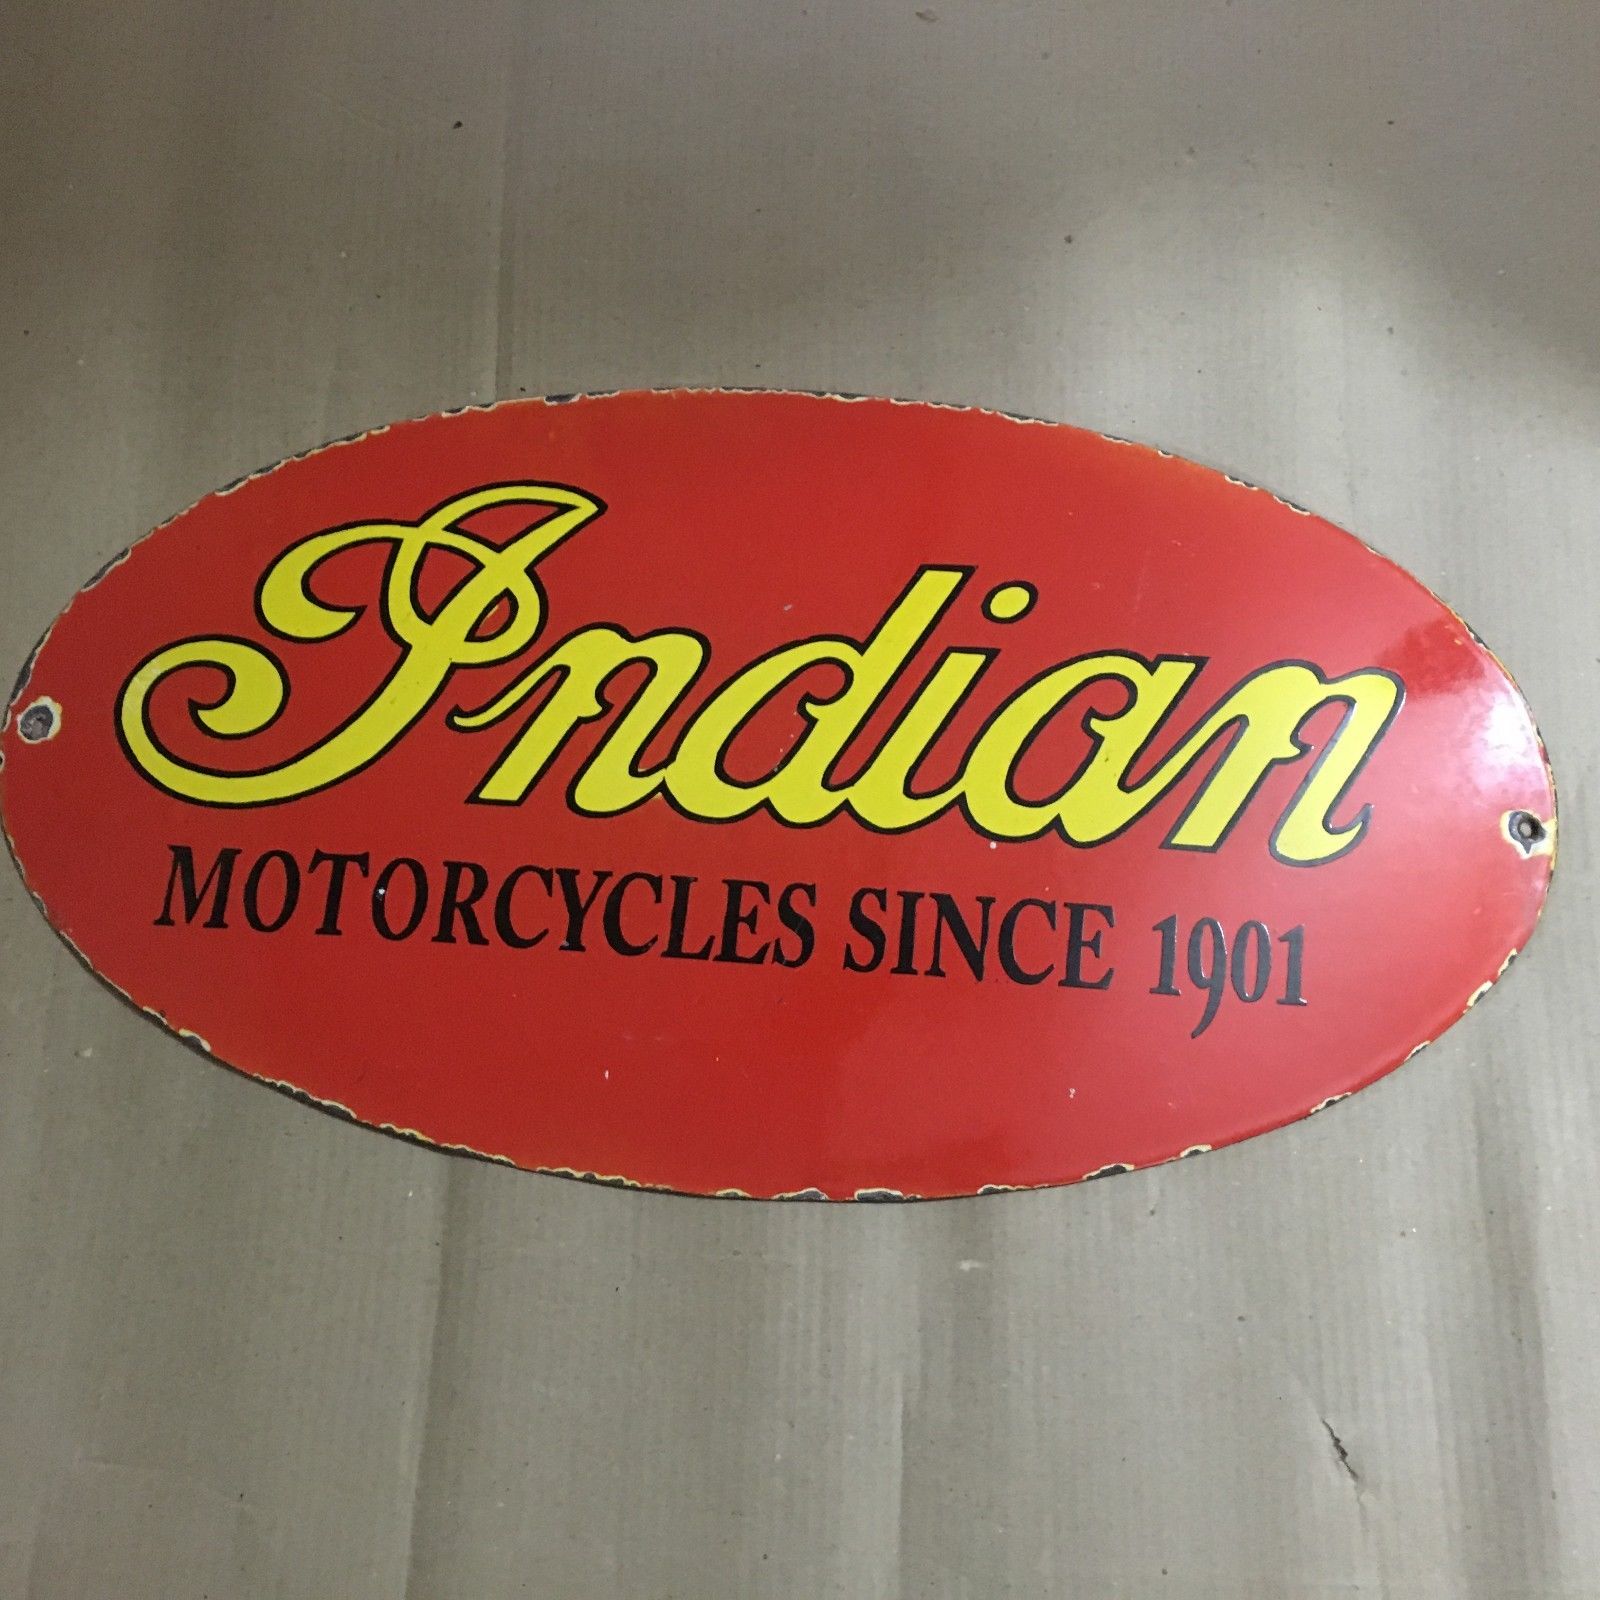 Indian
MOTORCYCLES SINCE 1901